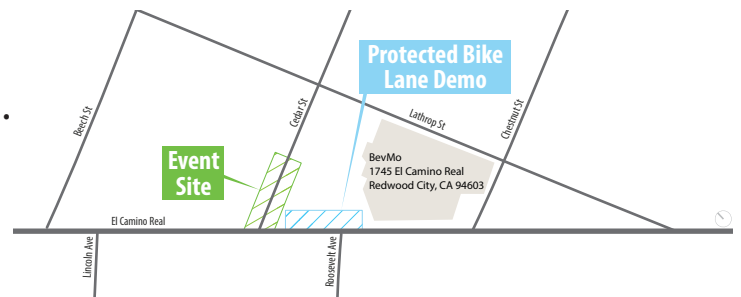 Protected Bike
Lane Demo
Beech St
Cedar St
Lathrop St
Chestnut St
Event
Site
BevMo
1745 El Camino Real
Redwood City, CA 94603
El Camino Real
Lincoln Ave
Roosevelt Ave